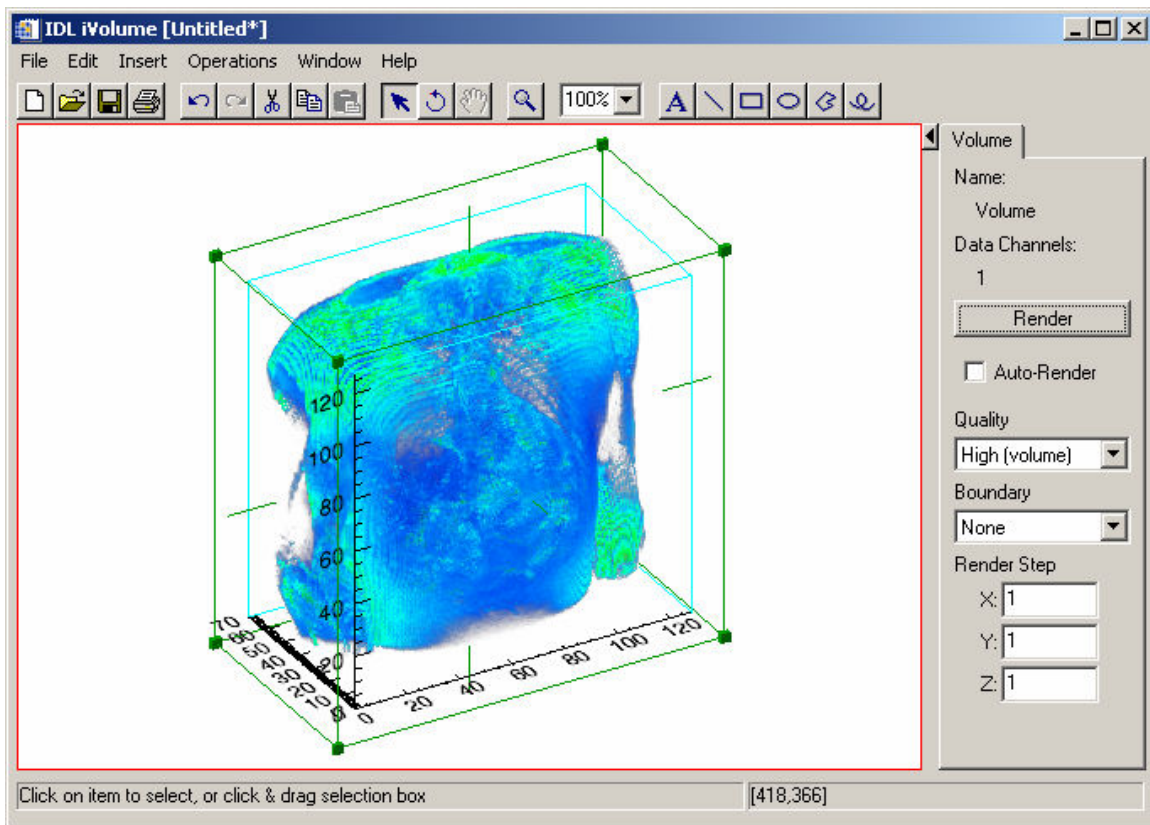 IDL iVolume [Untitled*]
File Edit Insert Operations Window Help
100% A
Volume
Name:
Volume
Data Channels:
1
Render
Auto-Render
Quality
High (volume)
Boundary
None
Render Step
X: 1
Y: 1
Z: 1
120
100
80
60
40
20
0
70
60
50
40
30
20
10
0
0 20 40 60 80 100 120
Click on item to select, or click & drag selection box [418,366]